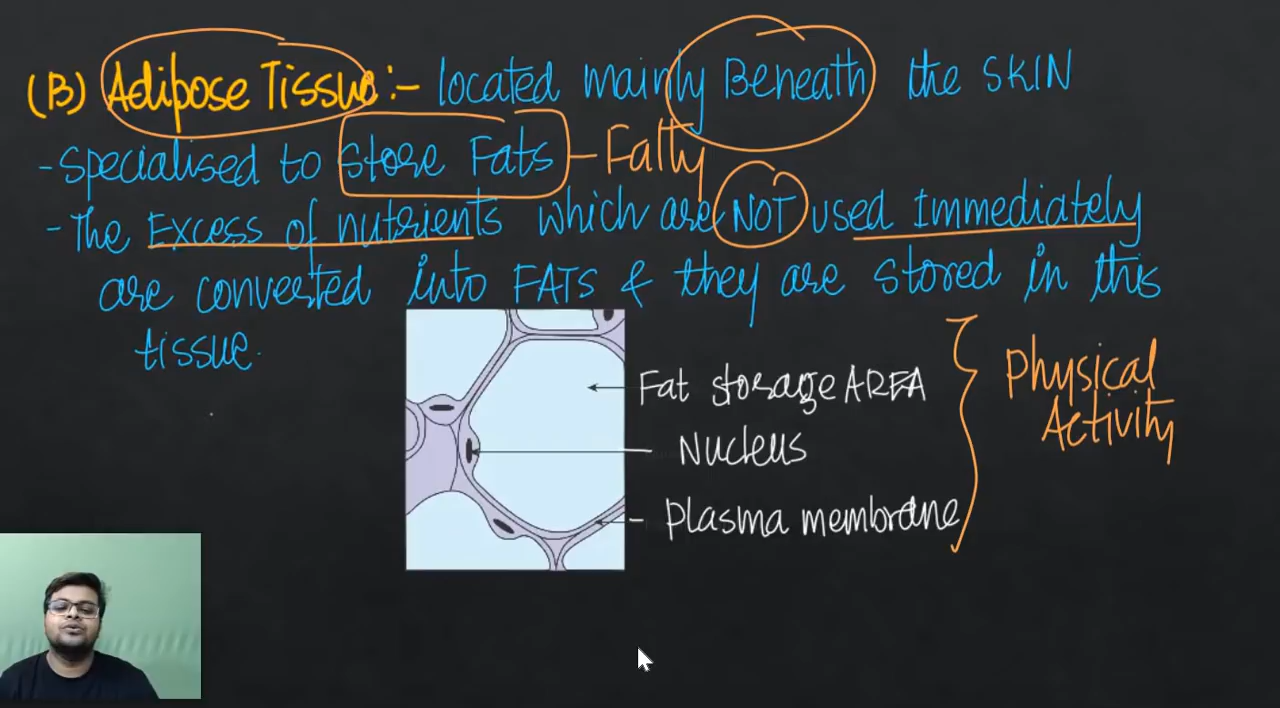 (B) Adipose Tissue:- located mainly Beneath the SKIN
- Specialised to Store Fats - Fatty
- The Excess of nutrients which are NOT used Immediately
are converted into FATS & they are stored in this
tissue.
Fat storage AREA
Nucleus
Plasma membrane
Physical
Activity